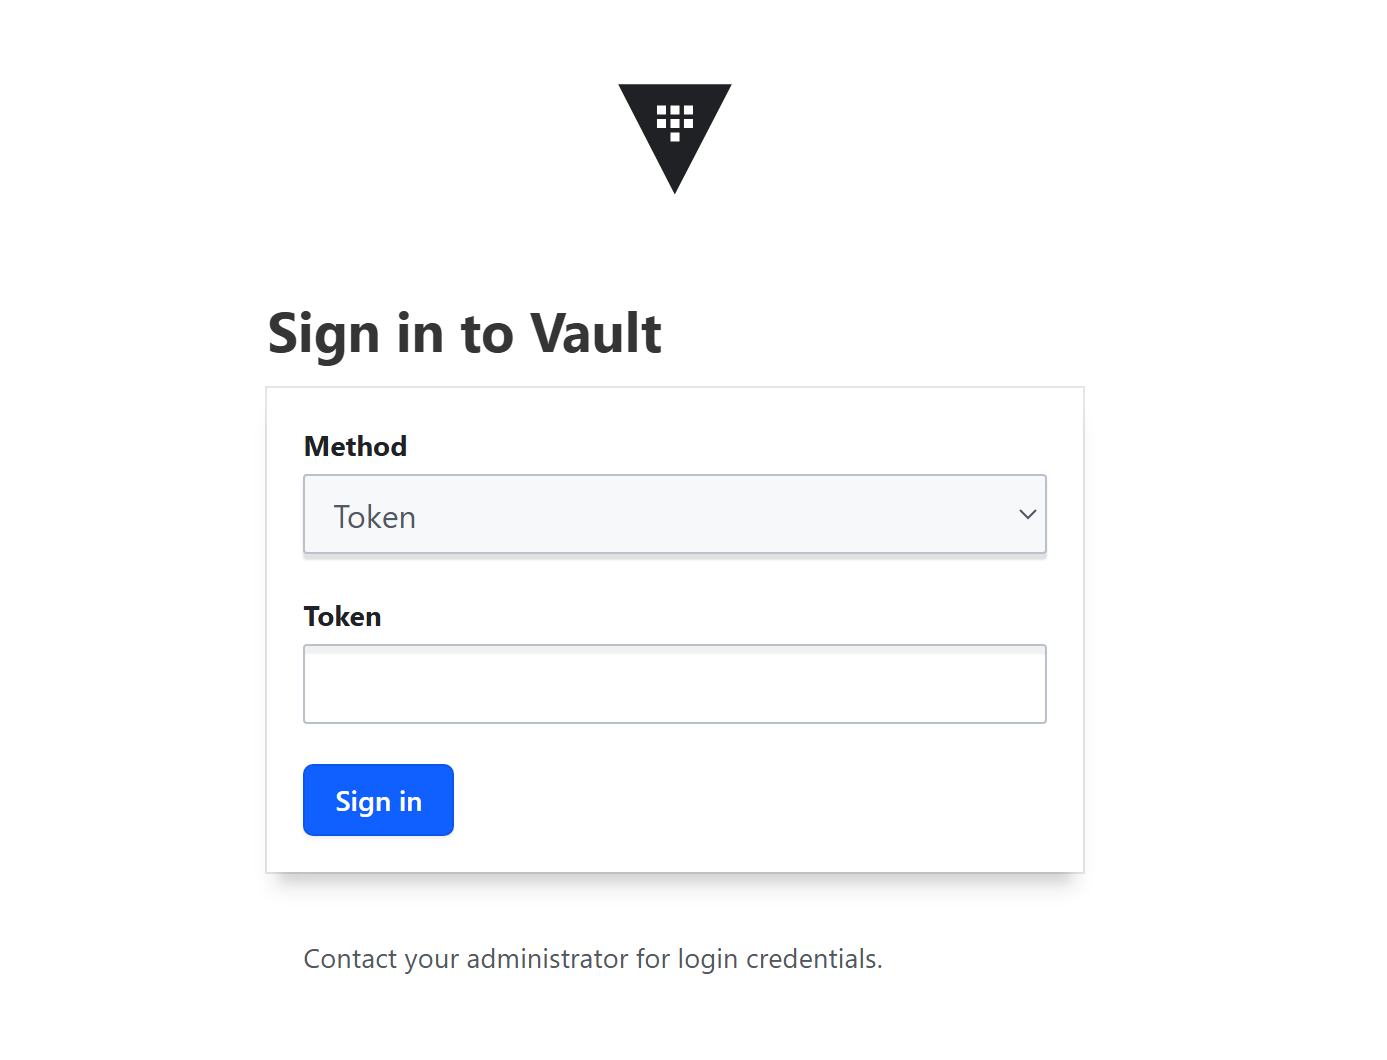 Sign in to Vault
Method
Token
Token
Sign in
Contact your administrator for login credentials.